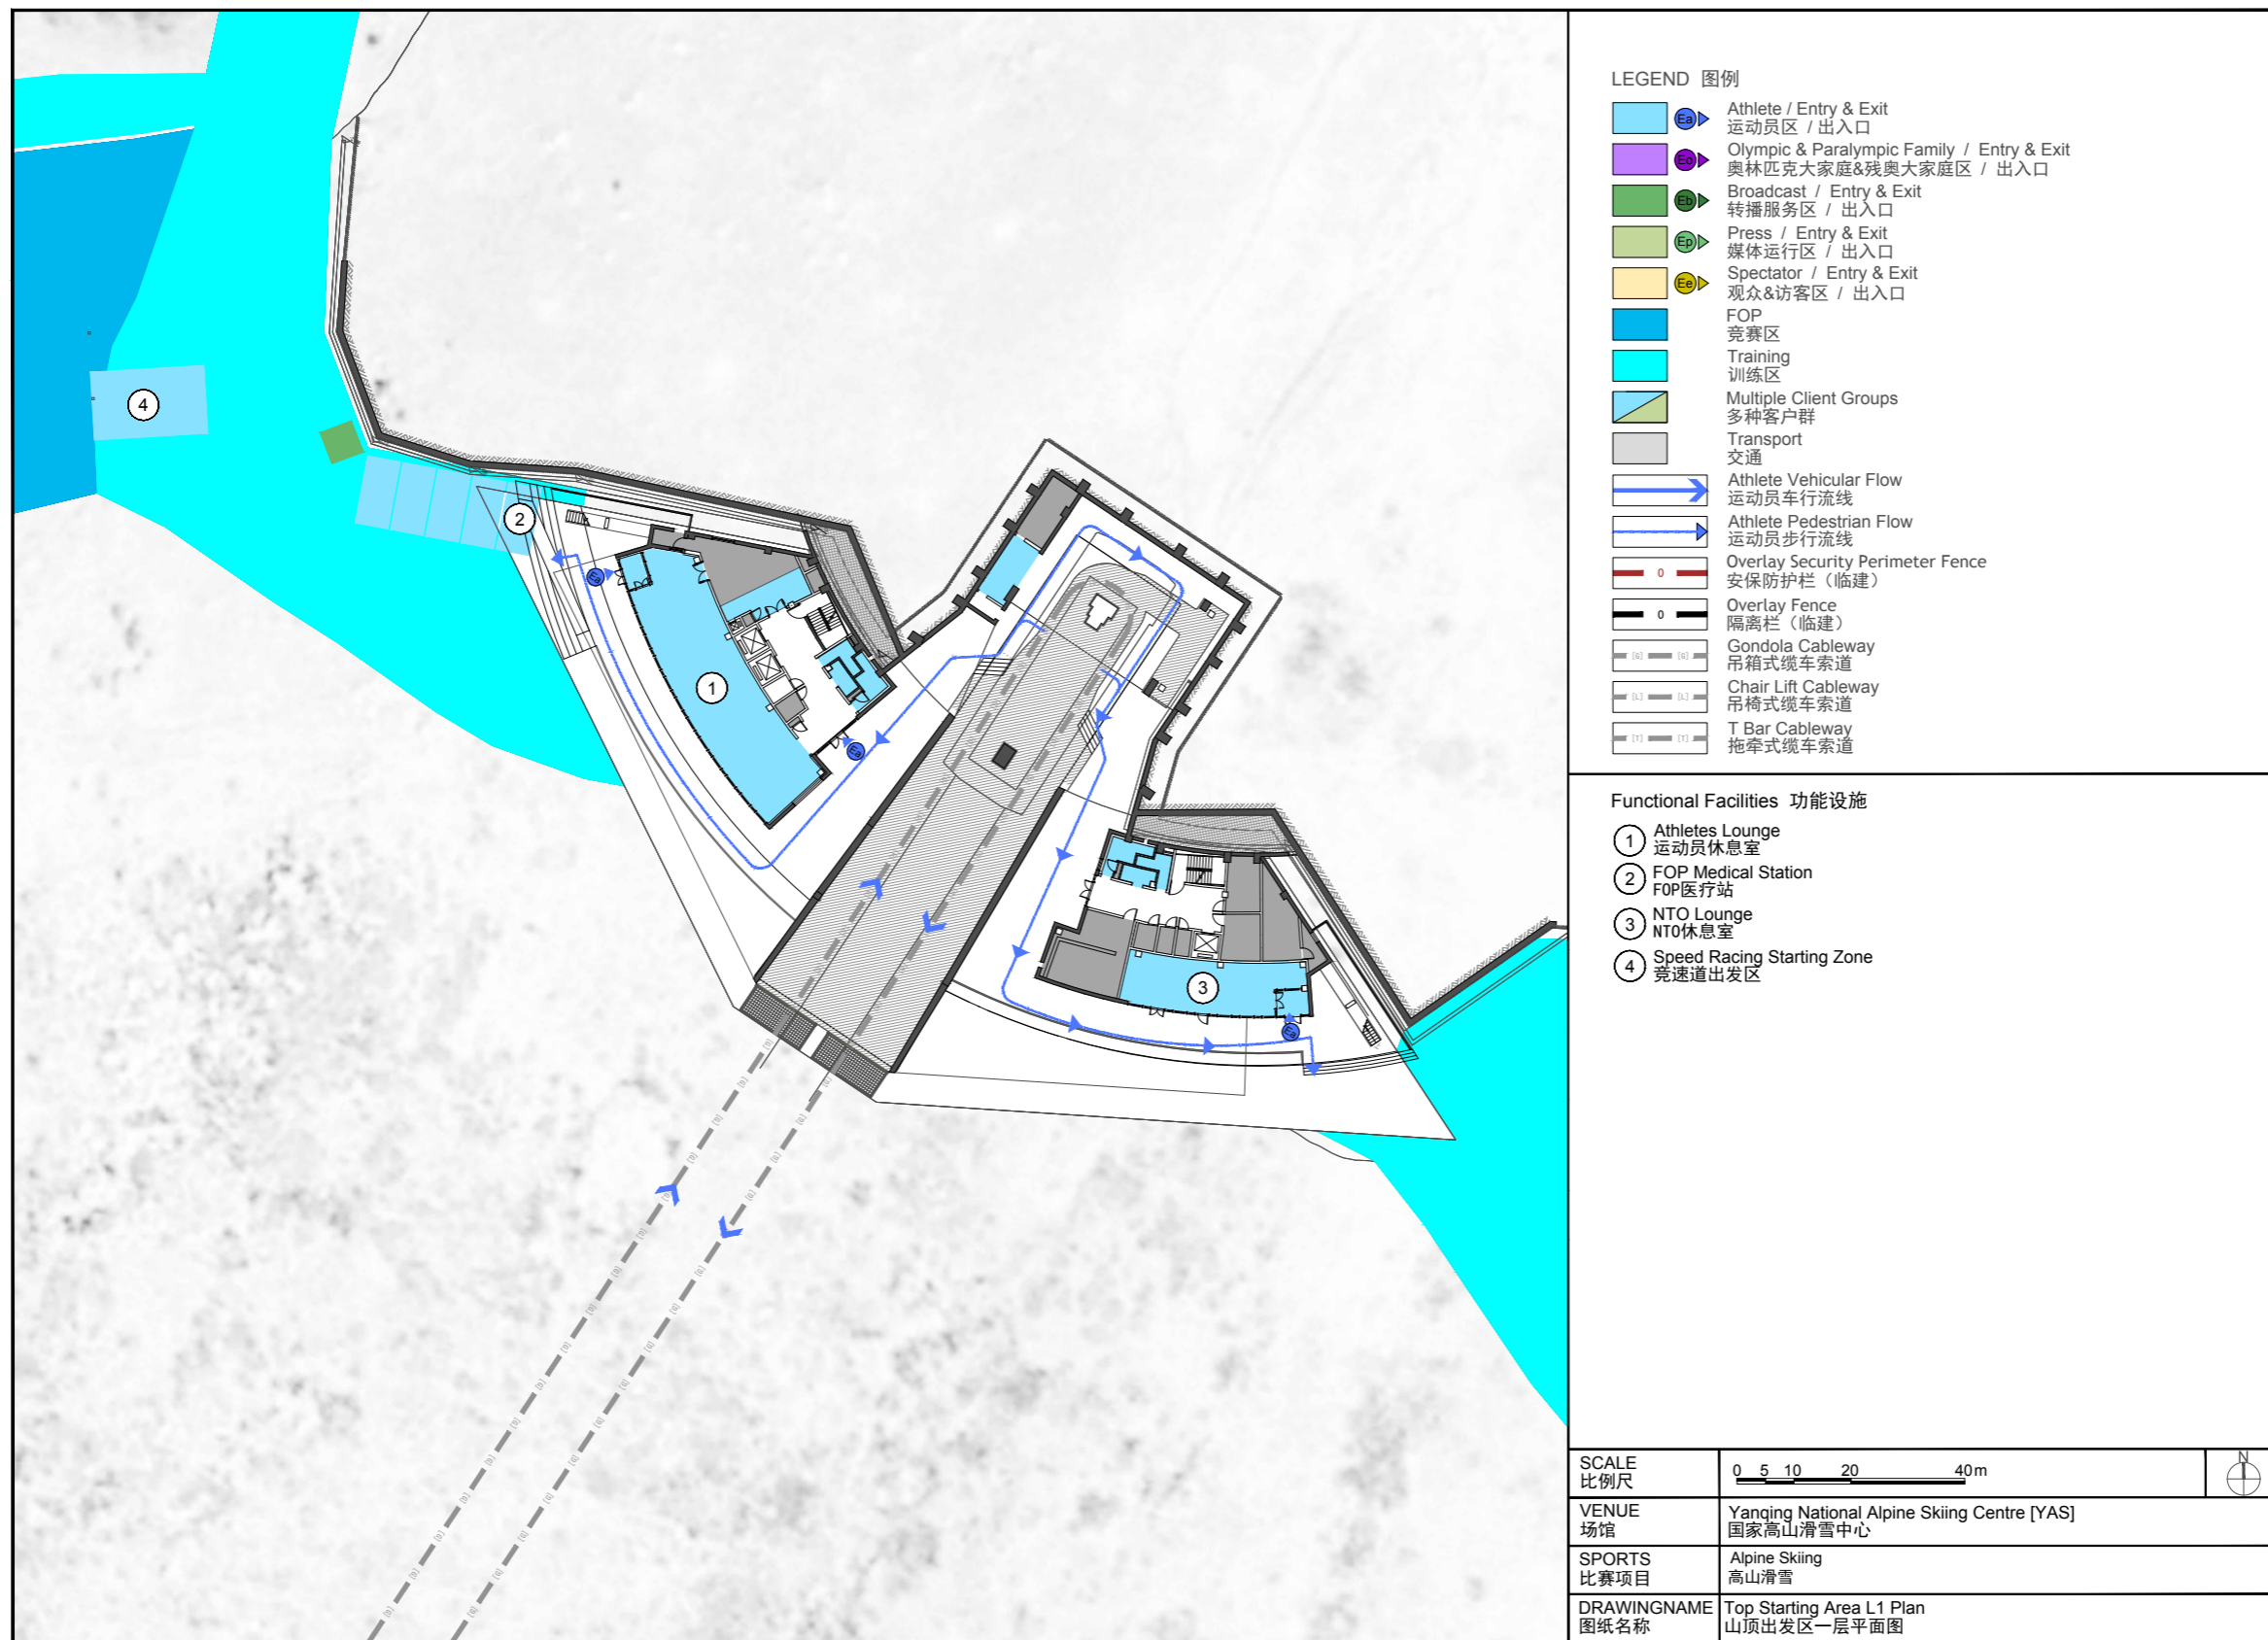 LEGEND 图例
Ea
Athlete / Entry & Exit
运动员区 / 出入口
Eo
Olympic & Paralympic Family / Entry & Exit
奥林匹克大家庭&残奥大家庭区 / 出入口
Eb
Broadcast / Entry & Exit
转播服务区 / 出入口
Ep
Press / Entry & Exit
媒体运行区 / 出入口
Ee
Spectator / Entry & Exit
观众&访客区 / 出入口
FOP
竞赛区
Training
训练区
Multiple Client Groups
多种客户群
Transport
交通
Athlete Vehicular Flow
运动员车行流线
Athlete Pedestrian Flow
运动员步行流线
0
Overlay Security Perimeter Fence
安保防护栏（临建）
0
Overlay Fence
隔离栏（临建）
[G] [G]
Gondola Cableway
吊箱式缆车索道
[L] [L]
Chair Lift Cableway
吊椅式缆车索道
[T] [T]
T Bar Cableway
拖牵式缆车索道
Functional Facilities 功能设施
1 Athletes Lounge
运动员休息室
2 FOP Medical Station
FOP医疗站
3 NTO Lounge
NTO休息室
4 Speed Racing Starting Zone
竞速道出发区
4
2
Ea
1
Ea
3
Ea
SCALE
比例尺
0 5 10 20 40m
N
VENUE
场馆
Yanqing National Alpine Skiing Centre [YAS]
国家高山滑雪中心
SPORTS
比赛项目
Alpine Skiing
高山滑雪
DRAWINGNAME
图纸名称
Top Starting Area L1 Plan
山顶出发区一层平面图